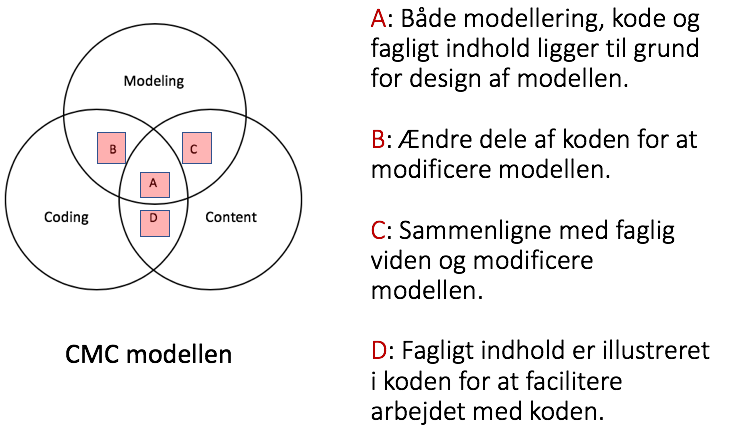 Modeling
B
C
A
Coding
D
Content
CMC modellen
A: Både modellering, kode og
fagligt indhold ligger til grund
for design af modellen.
B: Ændre dele af koden for at
modificere modellen.
C: Sammenligne med faglig
viden og modificere
modellen.
D: Fagligt indhold er illustreret
i koden for at facilitere
arbejdet med koden.